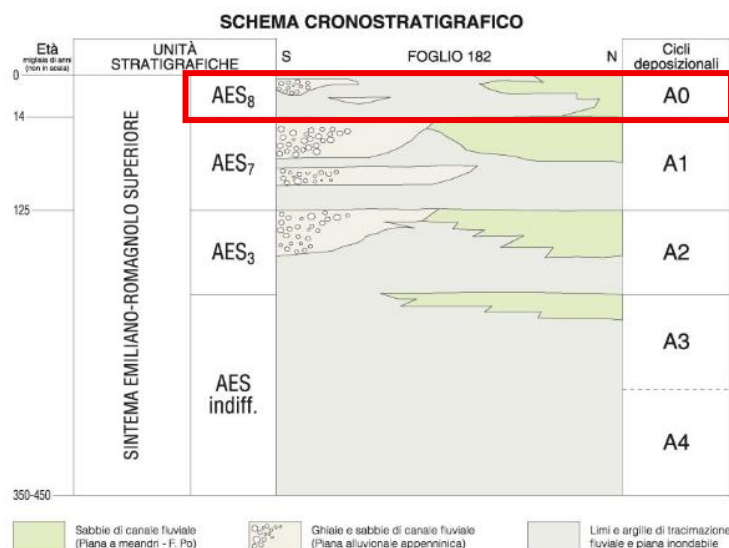 SCHEMA CRONOSTRATIGRAFICO
Età
migliaia di anni
(non in scala)
UNITÀ
STRATIGRAFICHE
S
FOGLIO 182
N
Cicli
deposizionali
0
14
125
350-450
SINTEMA EMILIANO-ROMAGNOLO SUPERIORE
AES8
A0
AES7
A1
AES3
A2
AES
indiff.
A3
A4
Sabbie di canale fluviale
(Piana a meandri - F. Po)
Ghiaie e sabbie di canale fluviale
(Piana alluvionale appenninica)
Limi e argille di tracimazione
fluviale e piana inondabile